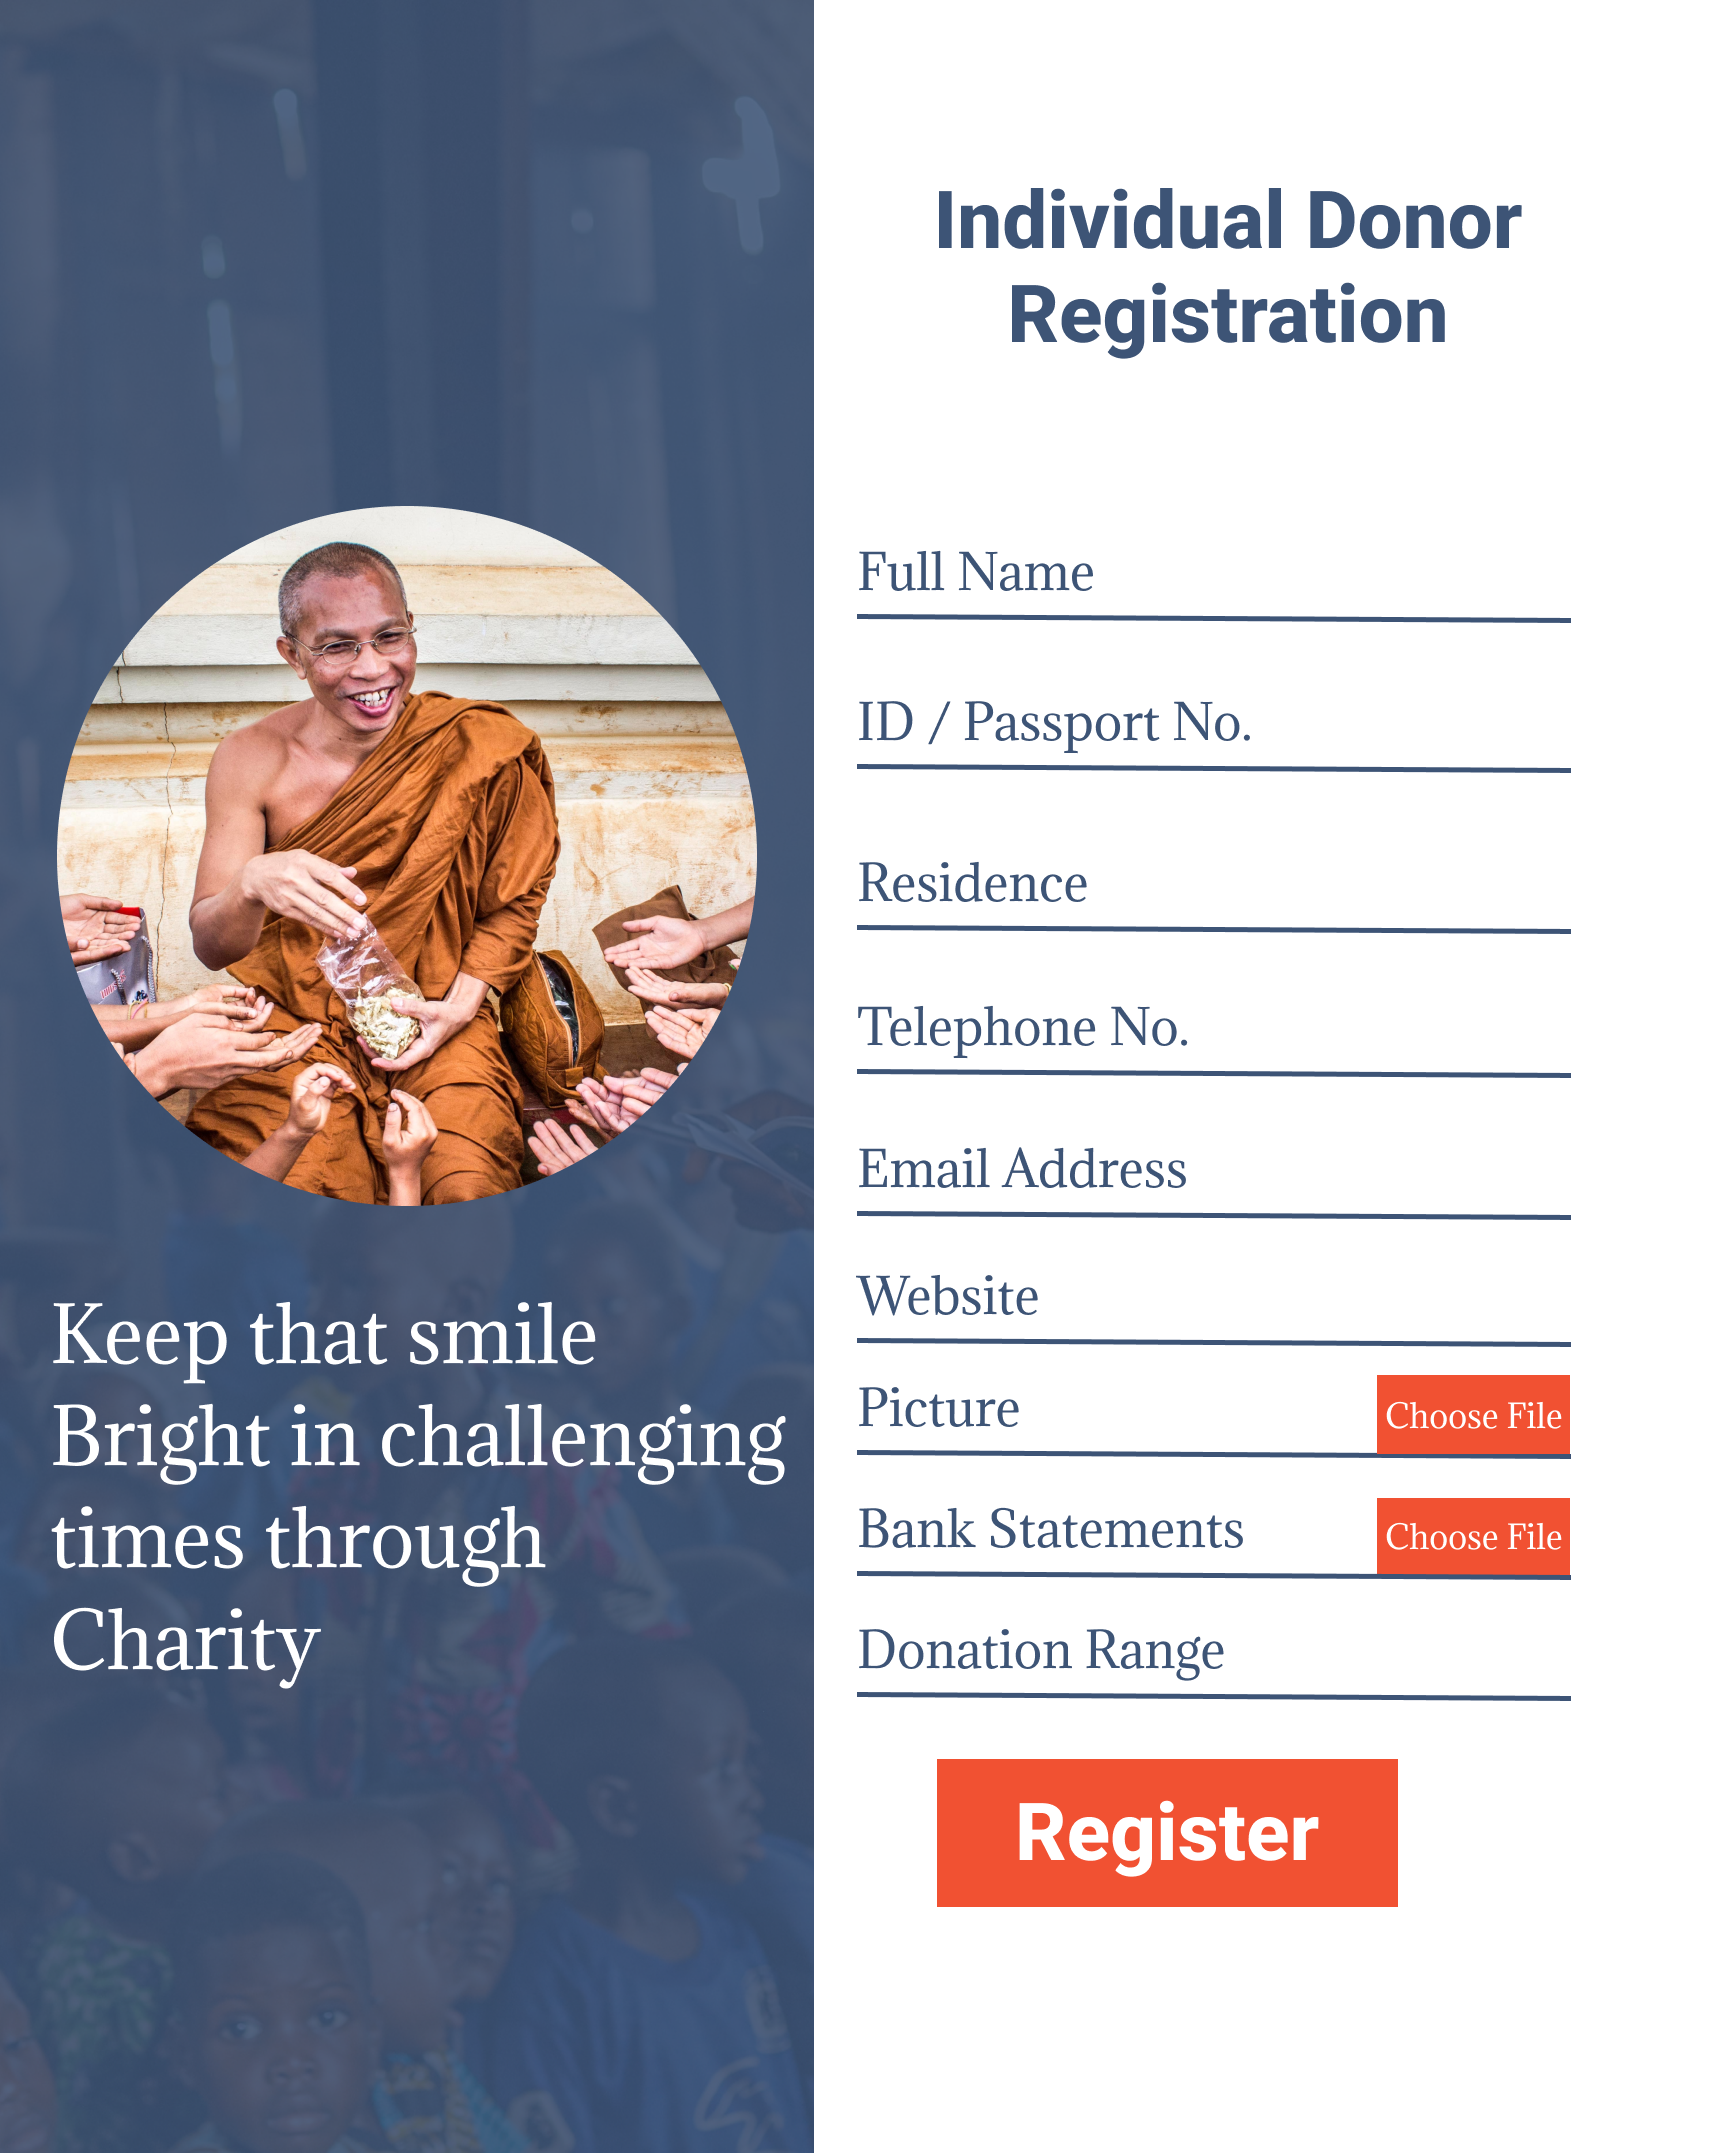 Individual Donor
Registration
Full Name
ID / Passport No.
Residence
Telephone No.
Email Address
Website
Picture
Choose File
Bank Statements
Choose File
Donation Range
Register
Keep that smile
Bright in challenging
times through
Charity